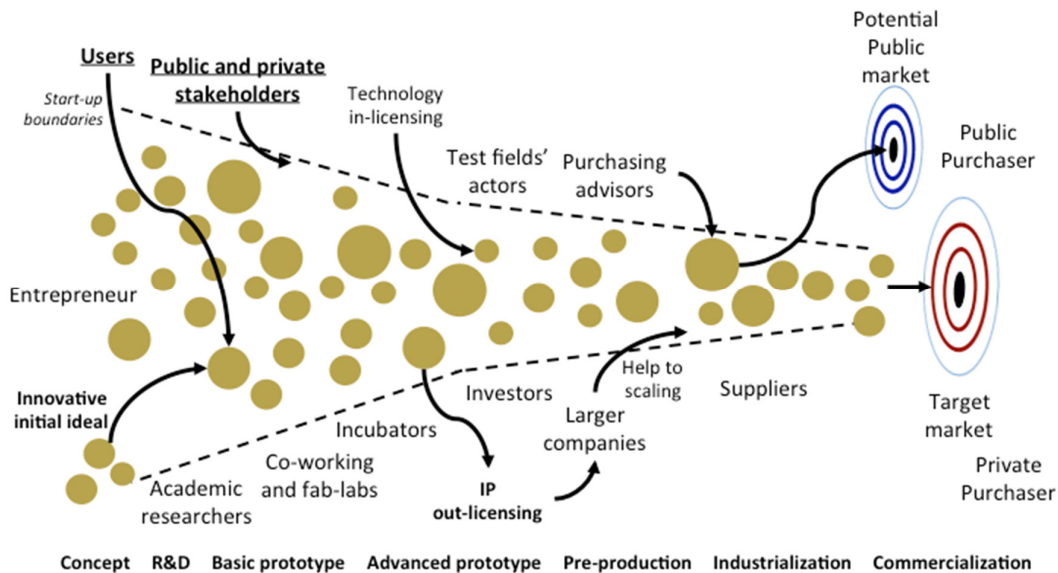 Potential
Public
market
Users
Public and private
stakeholders
Start-up
boundaries
Technology
in-licensing
Test fields'
actors
Purchasing
advisors
Public
Purchaser
Entrepreneur
Innovative
initial ideal
Help to
scaling
Investors
Suppliers
Larger
companies
Incubators
Target
market
Co-working
and fab-labs
Academic
researchers
IP
out-licensing
Private
Purchaser
Concept R&D Basic prototype Advanced prototype Pre-production Industrialization Commercialization